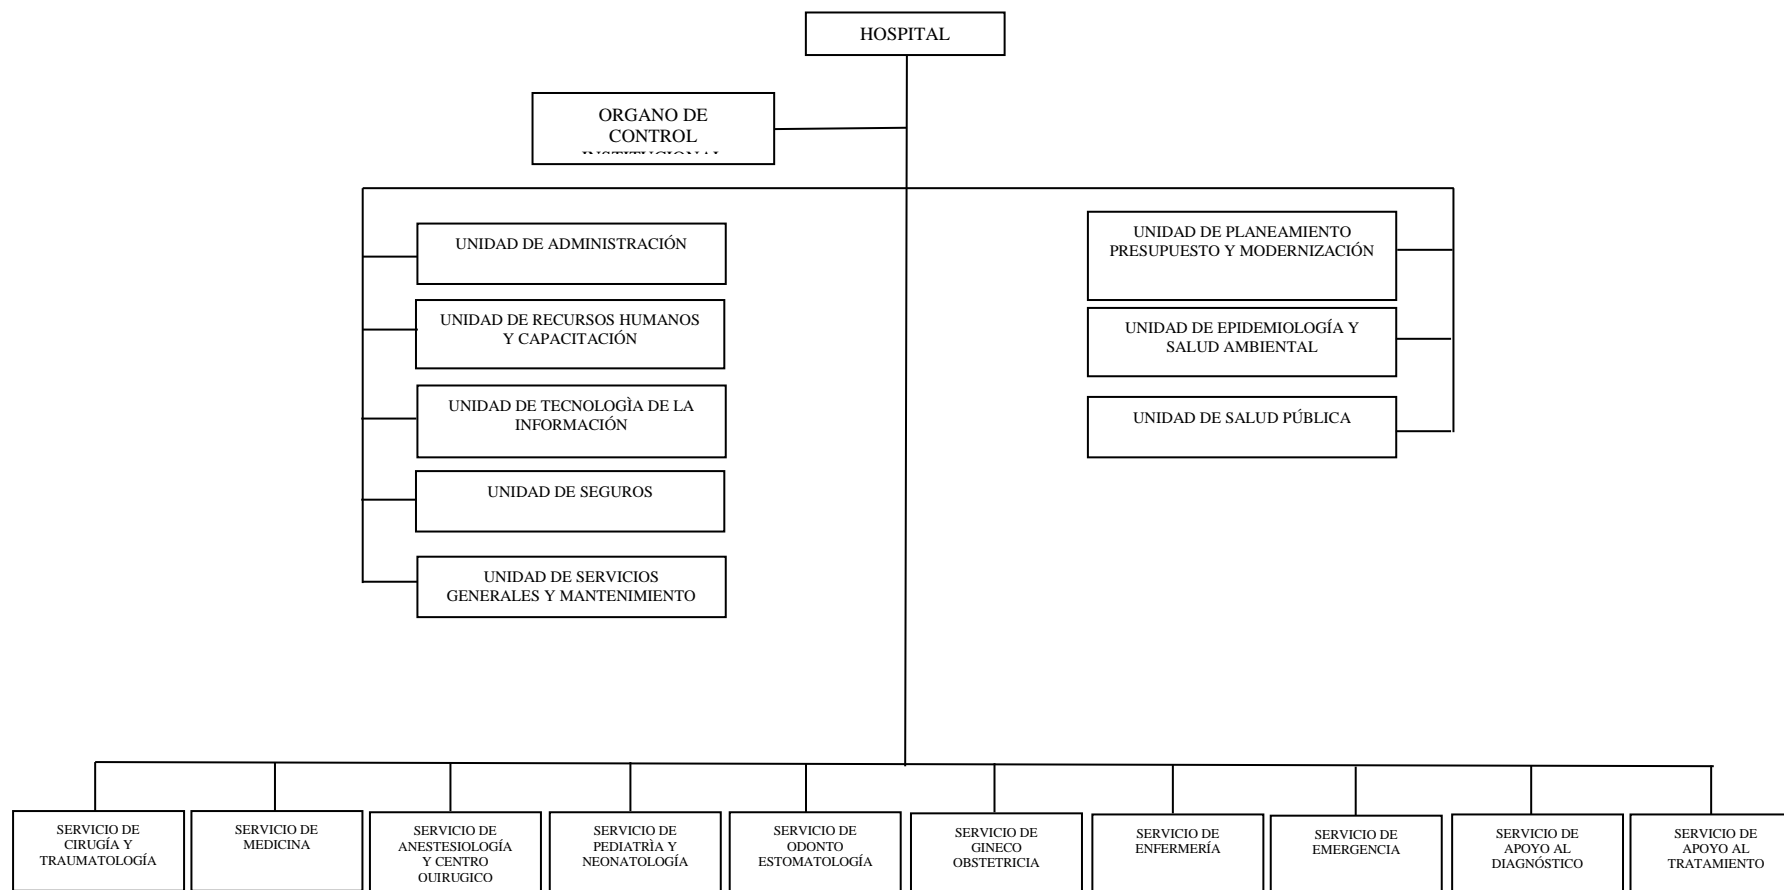 HOSPITAL
ORGANO DE
CONTROL
INSTITUCIONAL
UNIDAD DE ADMINISTRACIÓN
UNIDAD DE RECURSOS HUMANOS
Y CAPACITACIÓN
UNIDAD DE TECNOLOGÌA DE LA
INFORMACIÓN
UNIDAD DE SEGUROS
UNIDAD DE SERVICIOS
GENERALES Y MANTENIMIENTO
UNIDAD DE PLANEAMIENTO
PRESUPUESTO Y MODERNIZACIÓN
UNIDAD DE EPIDEMIOLOGÍA Y
SALUD AMBIENTAL
UNIDAD DE SALUD PÚBLICA
SERVICIO DE
CIRUGÍA Y
TRAUMATOLOGÍA
SERVICIO DE
MEDICINA
SERVICIO DE
ANESTESIOLOGÍA
Y CENTRO
QUIRUGICO
SERVICIO DE
PEDIATRÌA Y
NEONATOLOGÍA
SERVICIO DE
ODONTO
ESTOMATOLOGÍA
SERVICIO DE
GINECO
OBSTETRICIA
SERVICIO DE
ENFERMERÍA
SERVICIO DE
EMERGENCIA
SERVICIO DE
APOYO AL
DIAGNÓSTICO
SERVICIO DE
APOYO AL
TRATAMIENTO